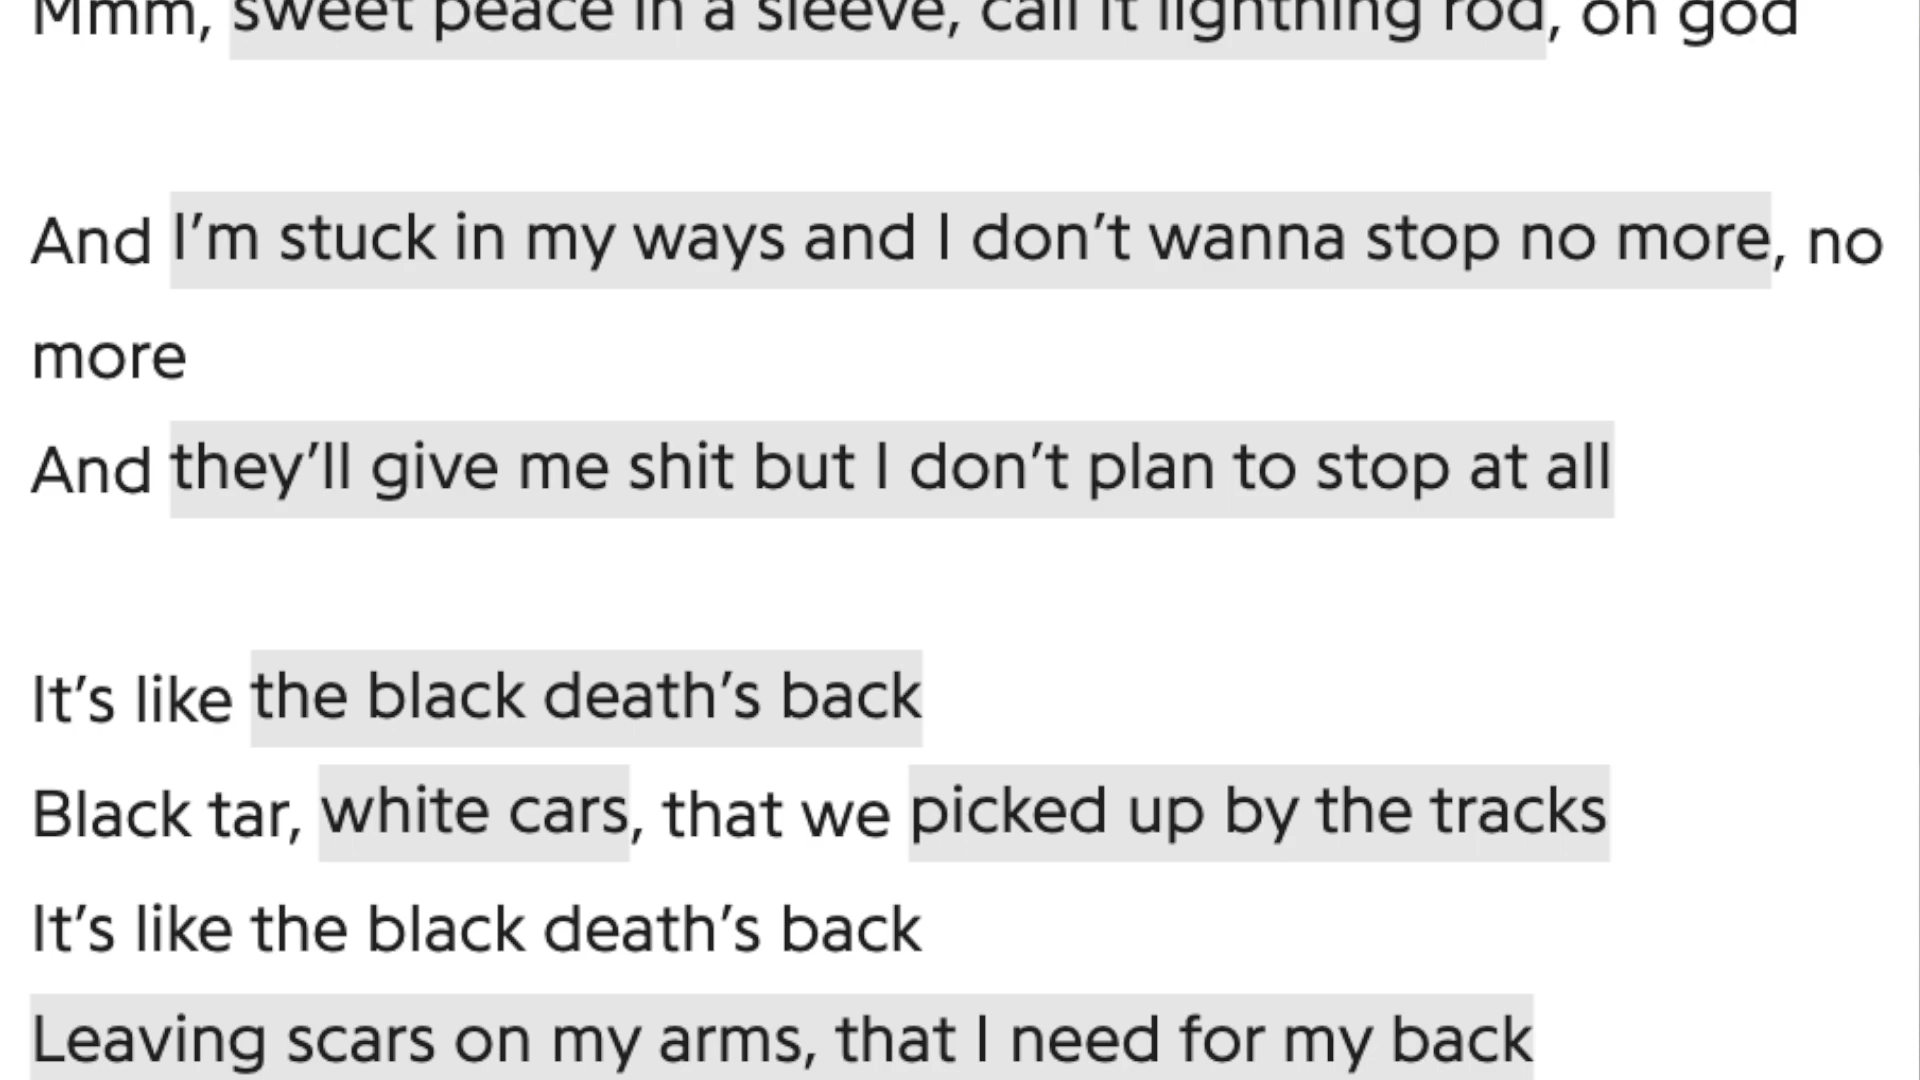 Mmm, sweet peace in a sleeve, call it lightning rod, oh god
And I’m stuck in my ways and I don’t wanna stop no more, no
more
And they’ll give me shit but I don’t plan to stop at all
It’s like the black death’s back
Black tar, white cars, that we picked up by the tracks
It’s like the black death’s back
Leaving scars on my arms, that I need for my back